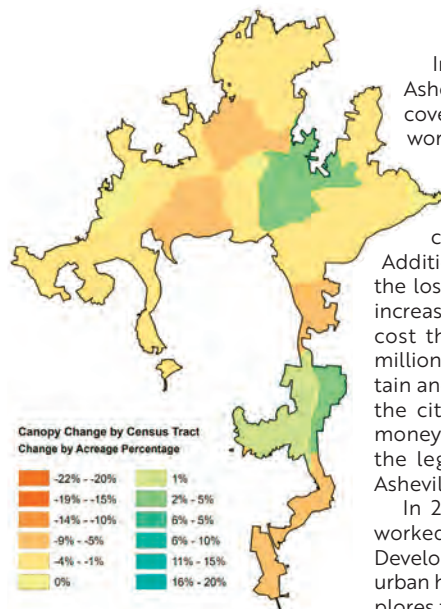 In
Ashe
cove
wor
c
Additi
the los
increas
cost th
million
tain an
the cit
money
the leg
Ashevil
In 2
worked
Develo
urban h
plores
Canopy Change by Census Tract
Change by Acreage Percentage
-22% - -20%
-19% - -15%
-14% - -10%
-9% - -5%
-4% - -1%
0%
1%
2% - 5%
6% - 5%
6% - 10%
11% - 15%
16% - 20%